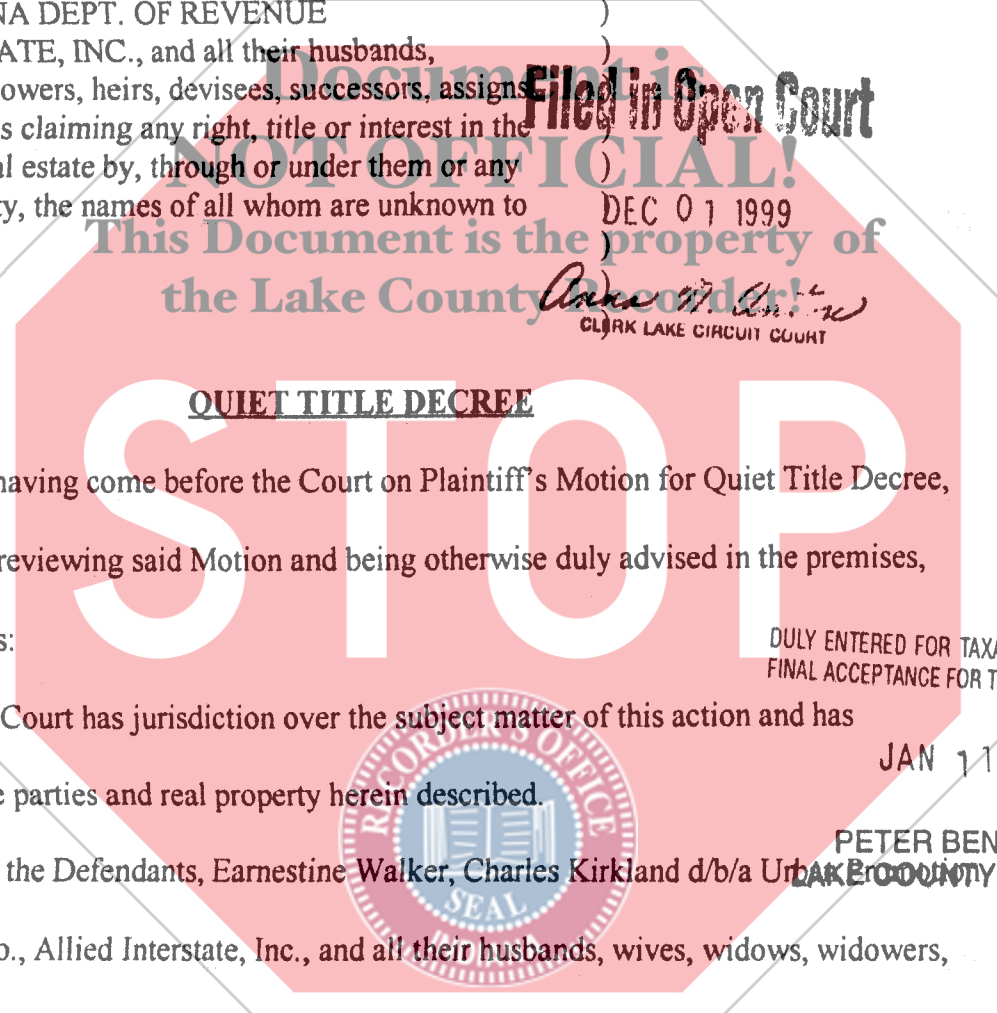 NA DEPT. OF REVENUE )
ATE, INC., and all their husbands, )
owers, heirs, devisees, successors, assigns )
s claiming any right, title or interest in the )
al estate by, through or under them or any )
ty, the names of all whom are unknown to )
)
)
Document is
NOT OFFICIAL!
This Document is the property of
the Lake County Recorder!
Filed in Open Court
DEC 01 1999
CLERK LAKE CIRCUIT COURT
QUIET TITLE DECREE
STOP
having come before the Court on Plaintiff's Motion for Quiet Title Decree,
reviewing said Motion and being otherwise duly advised in the premises,
s:
DULY ENTERED FOR TAXA
FINAL ACCEPTANCE FOR T
Court has jurisdiction over the subject matter of this action and has
JAN 11
e parties and real property herein described.
RECORDER'S OFFICE
SEAL
INDIANA
PETER BEN
LAKE COUNTY
the Defendants, Earnestine Walker, Charles Kirkland d/b/a Urban Promotion
o., Allied Interstate, Inc., and all their husbands, wives, widows, widowers,